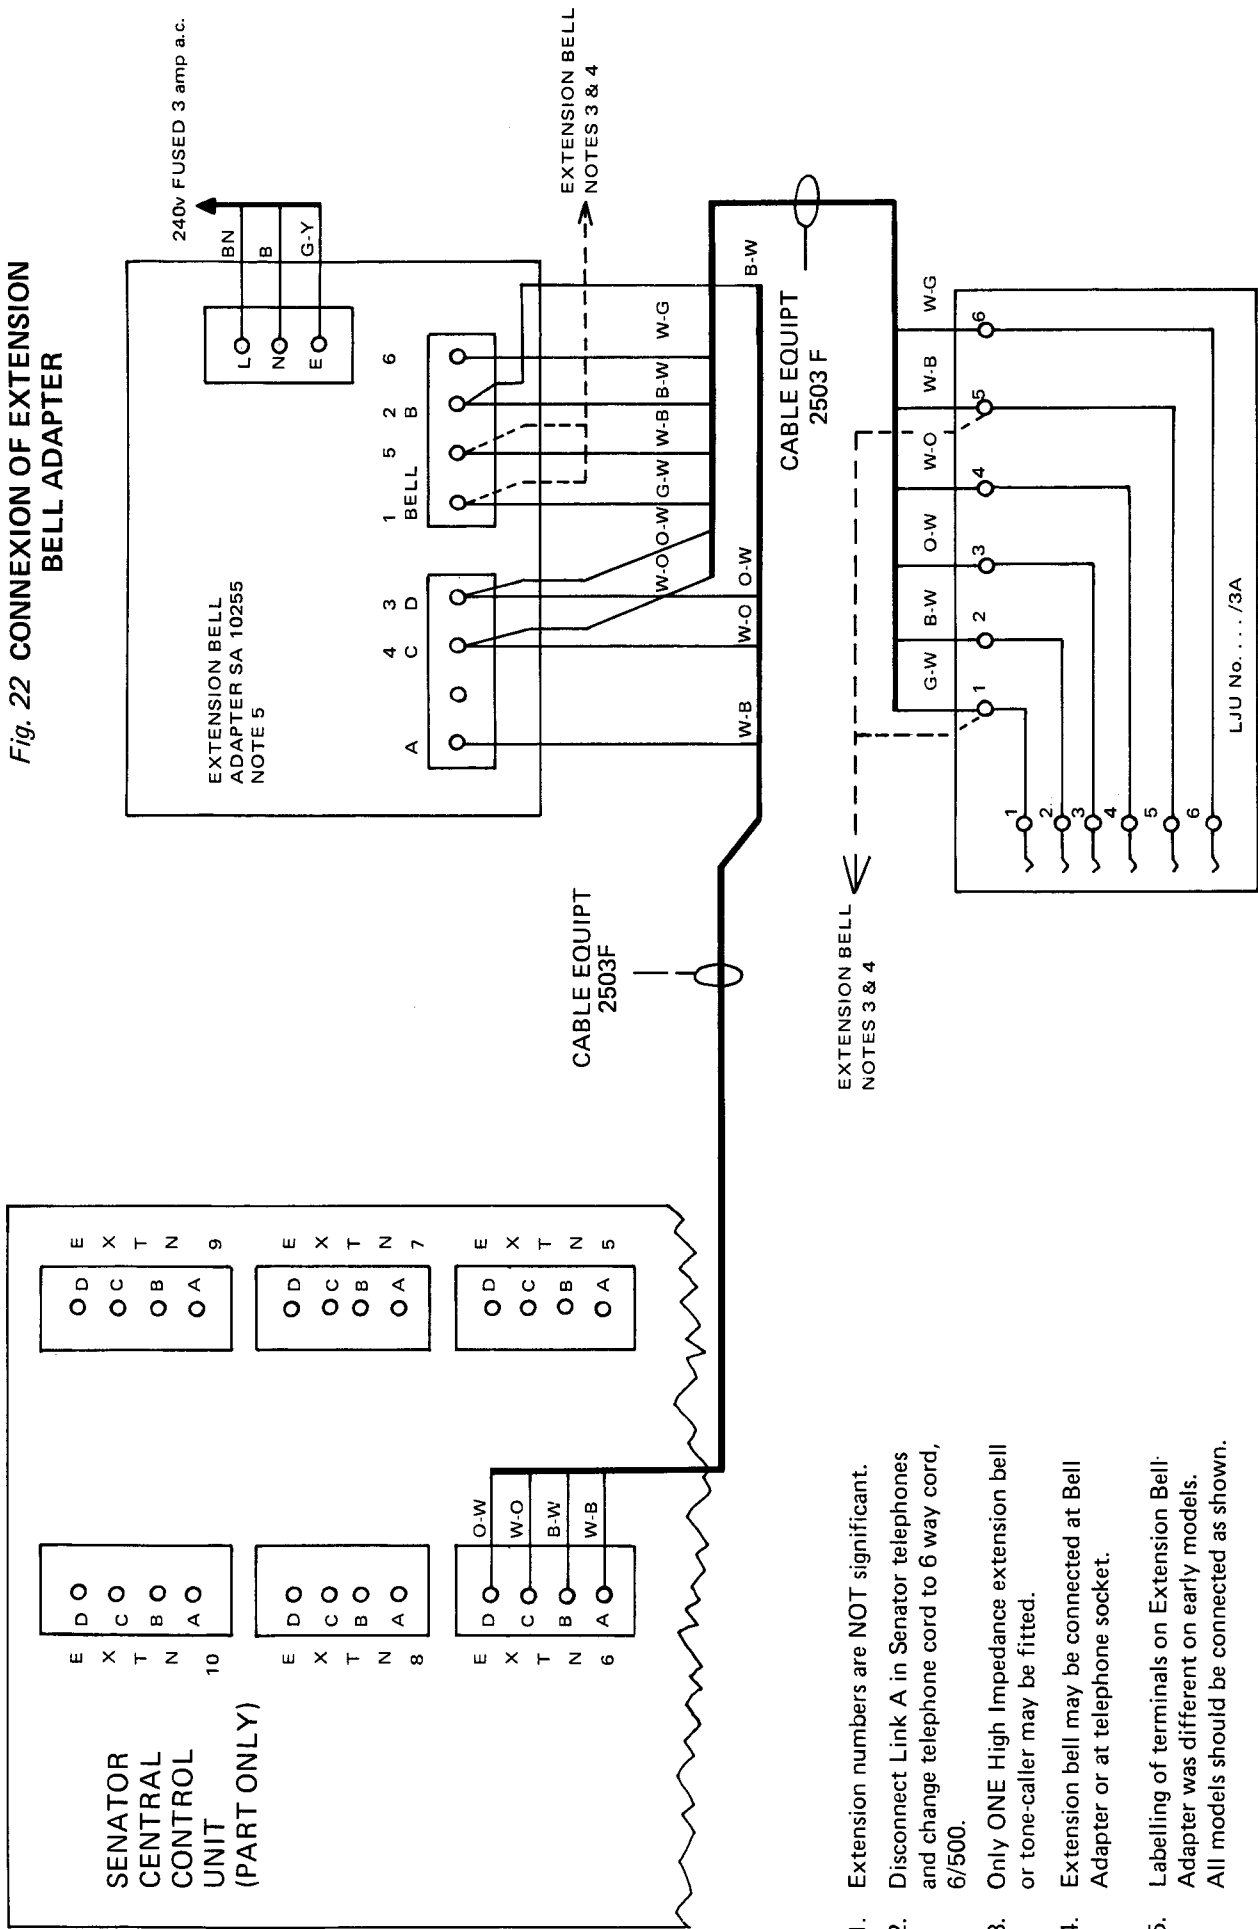 Fig. 22 CONNEXION OF EXTENSION
BELL ADAPTER
240v FUSED 3 amp a.c.
BN
B
G-Y
L
N
E
EXTENSION BELL
ADAPTER SA 10255
NOTE 5
A
4
C
3
D
1
BELL
5
2
B
6
EXTENSION BELL
NOTES 3 & 4
W-B
W-O
O-W
W-O
O-W
G-W
W-B
B-W
W-G
B-W
CABLE EQUIPT
2503F
CABLE EQUIPT
2503 F
SENATOR
CENTRAL
CONTROL
UNIT
(PART ONLY)
E
X
T
N
10
D
C
B
A
E
X
T
N
8
D
C
B
A
E
X
T
N
6
D
C
B
A
O-W
W-O
B-W
W-B
D
C
B
A
E
X
T
N
9
D
C
B
A
E
X
T
N
7
D
C
B
A
E
X
T
N
5
EXTENSION BELL
NOTES 3 & 4
G-W
B-W
O-W
W-O
W-B
W-G
1
2
3
4
5
6
1
2
3
4
5
6
LJU No. . . . /3A
1. Extension numbers are NOT significant.
2. Disconnect Link A in Senator telephones
and change telephone cord to 6 way cord,
6/500.
3. Only ONE High Impedance extension bell
or tone-caller may be fitted.
4. Extension bell may be connected at Bell
Adapter or at telephone socket.
5. Labelling of terminals on Extension Bell
Adapter was different on early models.
All models should be connected as shown.